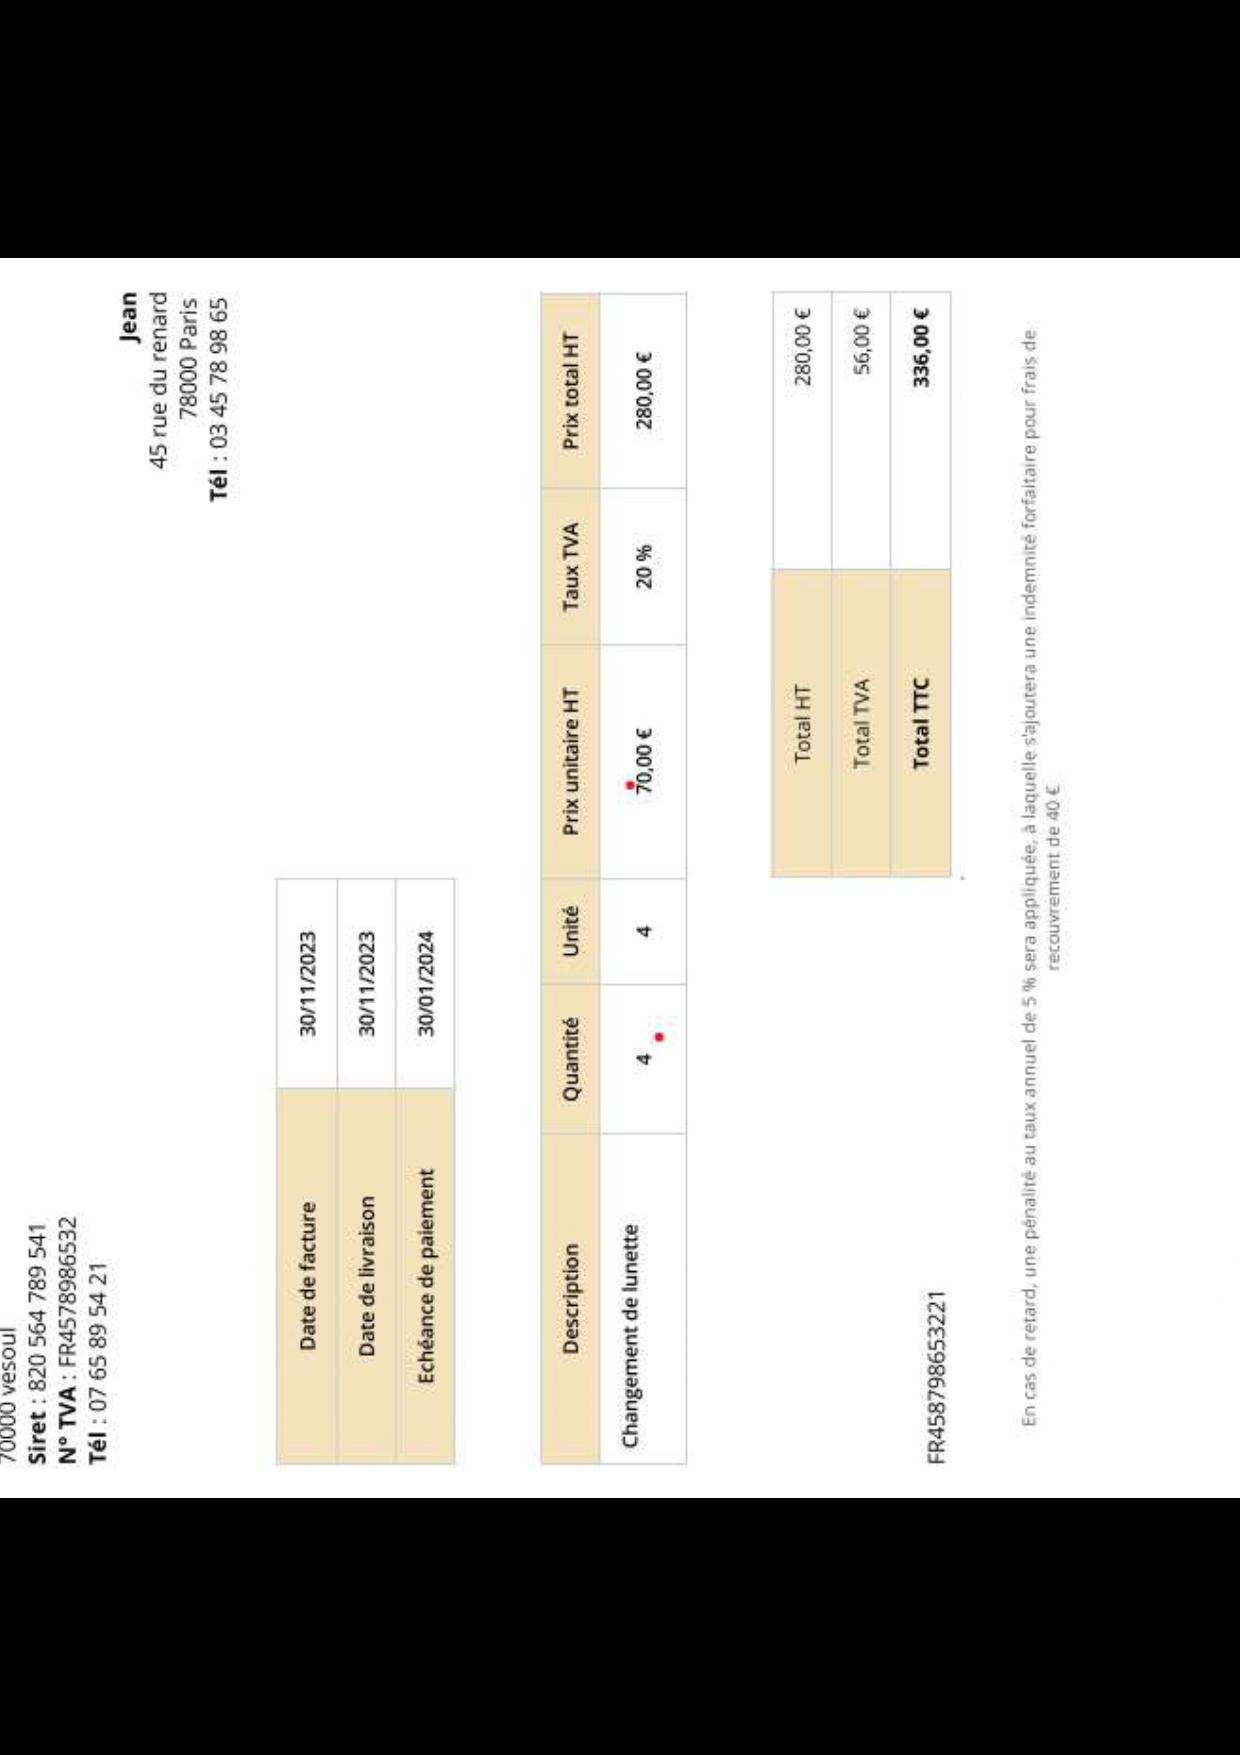 70000 vesoul
Siret : 820 564 789 541
N° TVA : FR4578986532
Tél : 07 65 89 54 21
Jean
45 rue du renard
78000 Paris
Tél : 03 45 78 98 65
Date de facture 30/11/2023
Date de livraison 30/11/2023
Echéance de paiement 30/01/2024
Description Quantité Unité Prix unitaire HT Taux TVA Prix total HT
Changement de lunette 4 4 70,00 € 20 % 280,00 €
Total HT 280,00 €
Total TVA 56,00 €
Total TTC 336,00 €
FR458798653221
En cas de retard, une pénalité au taux annuel de 5 % sera appliquée, à laquelle s'ajoutera une indemnité forfaitaire pour frais de
recouvrement de 40 €